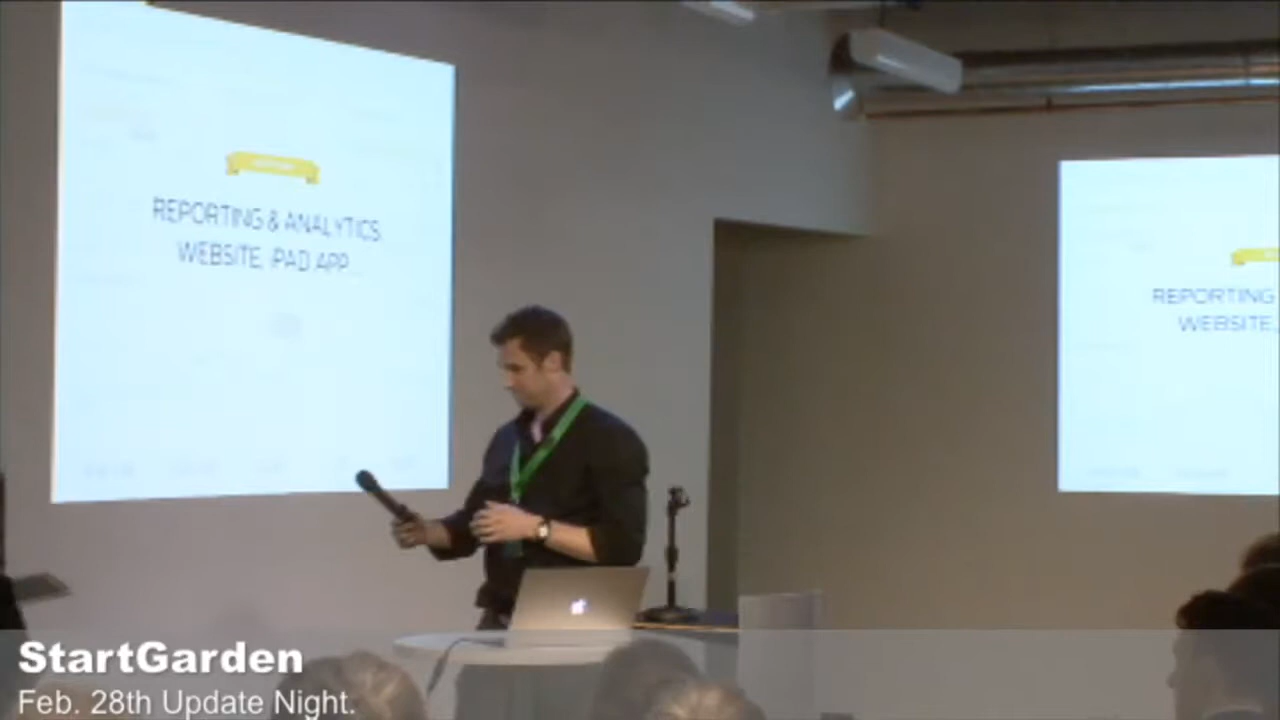 REPORTING & ANALYTICS
WEBSITE, IPAD APP
REPORTING
WEBSITE,
StartGarden
Feb. 28th Update Night.